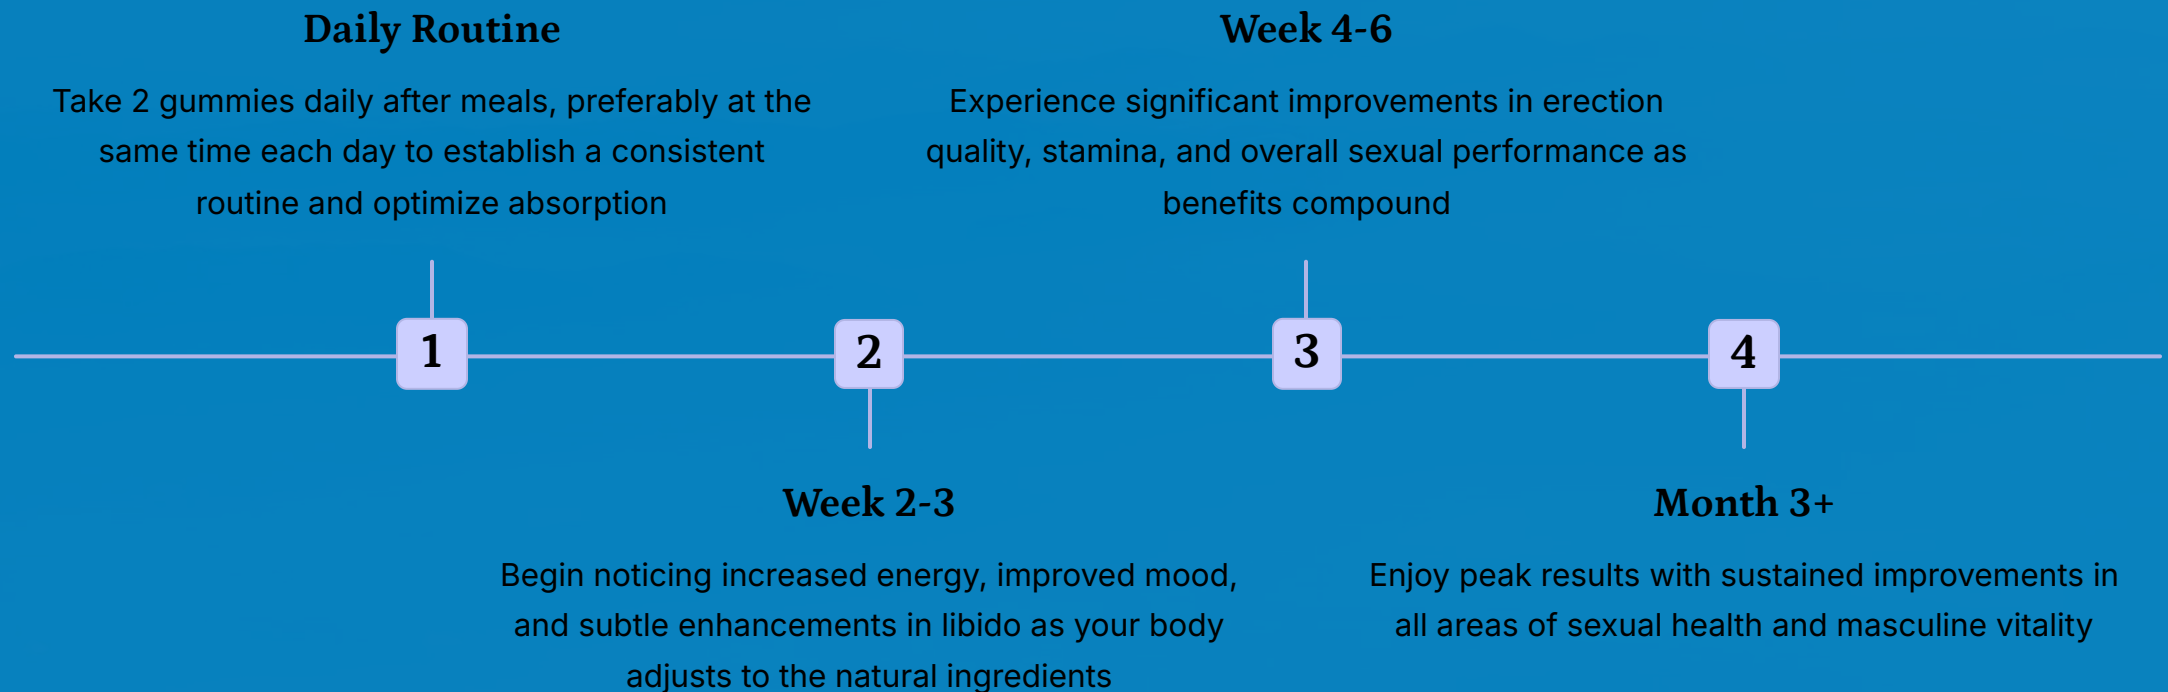 Daily Routine
Take 2 gummies daily after meals, preferably at the
same time each day to establish a consistent
routine and optimize absorption
Week 4-6
Experience significant improvements in erection
quality, stamina, and overall sexual performance as
benefits compound
1
2
3
4
Week 2-3
Begin noticing increased energy, improved mood,
and subtle enhancements in libido as your body
adjusts to the natural ingredients
Month 3+
Enjoy peak results with sustained improvements in
all areas of sexual health and masculine vitality